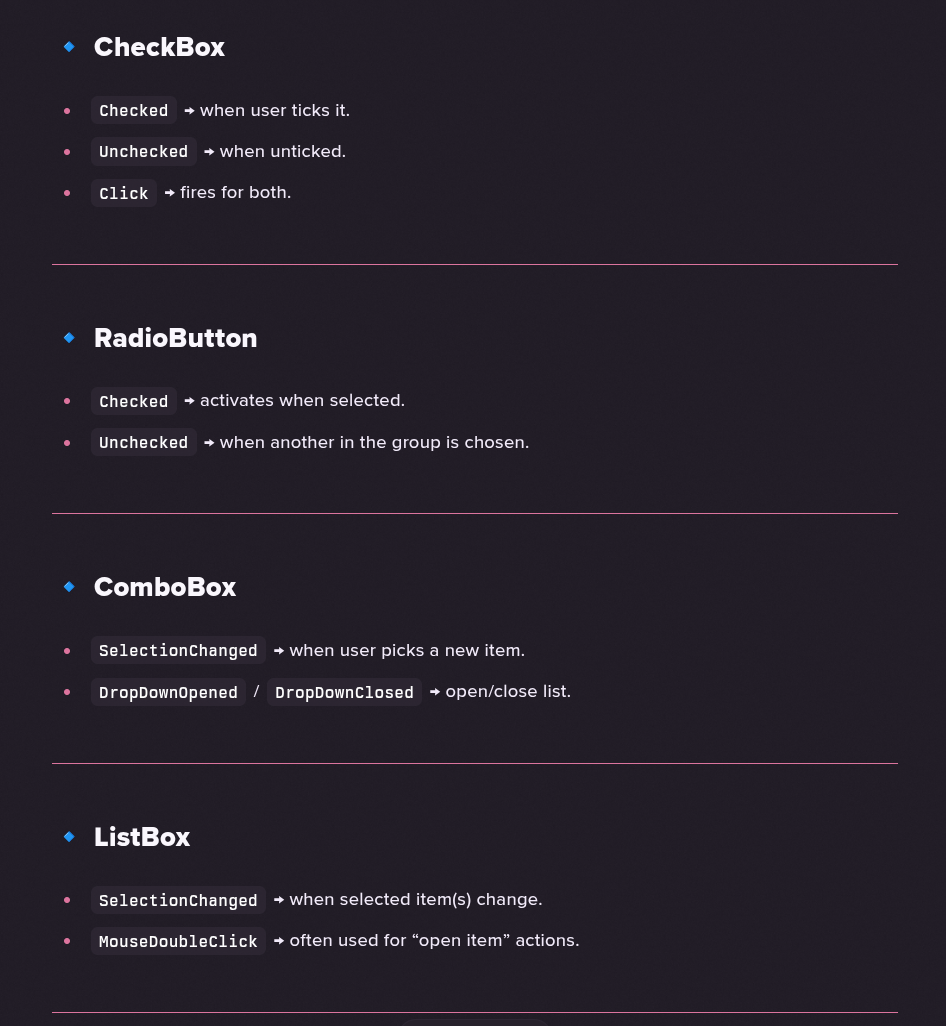 🔹 CheckBox
• Checked → when user ticks it.
• Unchecked → when unticked.
• Click → fires for both.
🔹 RadioButton
• Checked → activates when selected.
• Unchecked → when another in the group is chosen.
🔹 ComboBox
• SelectionChanged → when user picks a new item.
• DropDownOpened / DropDownClosed → open/close list.
🔹 ListBox
• SelectionChanged → when selected item(s) change.
• MouseDoubleClick → often used for “open item” actions.